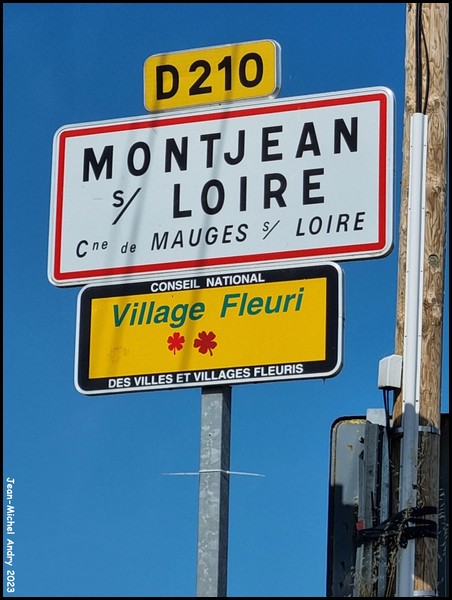 D 210
MONTJEAN
s/ LOIRE
Cne de MAUGES s/ LOIRE
CONSEIL NATIONAL
Village Fleuri
DES VILLES ET VILLAGES FLEURIS
Jean-Michel Andry 2023